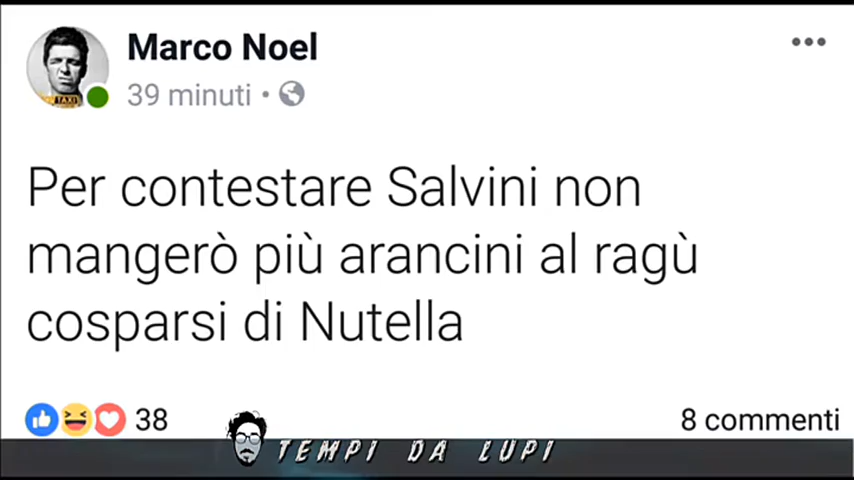 Marco Noel
39 minuti •
Per contestare Salvini non
mangerò più arancini al ragù
cosparsi di Nutella
38
8 commenti
TAXI
TEMPI DA LUPI